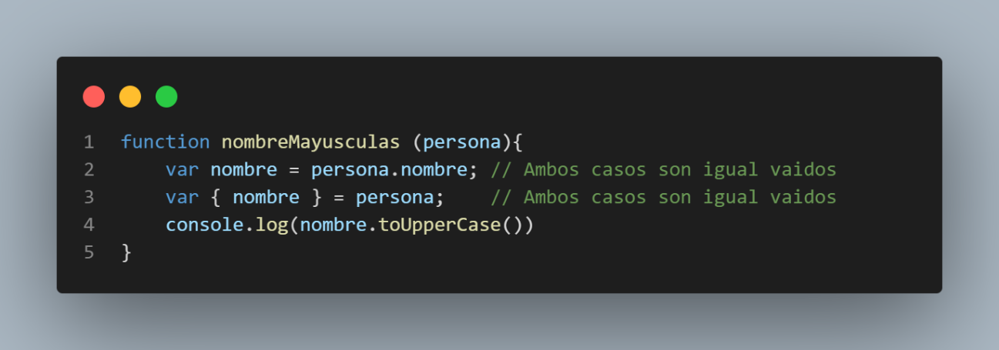 1 function nombreMayusculas (persona){
2 var nombre = persona.nombre; // Ambos casos son igual vaidos
3 var { nombre } = persona; // Ambos casos son igual vaidos
4 console.log(nombre.toUpperCase())
5 }